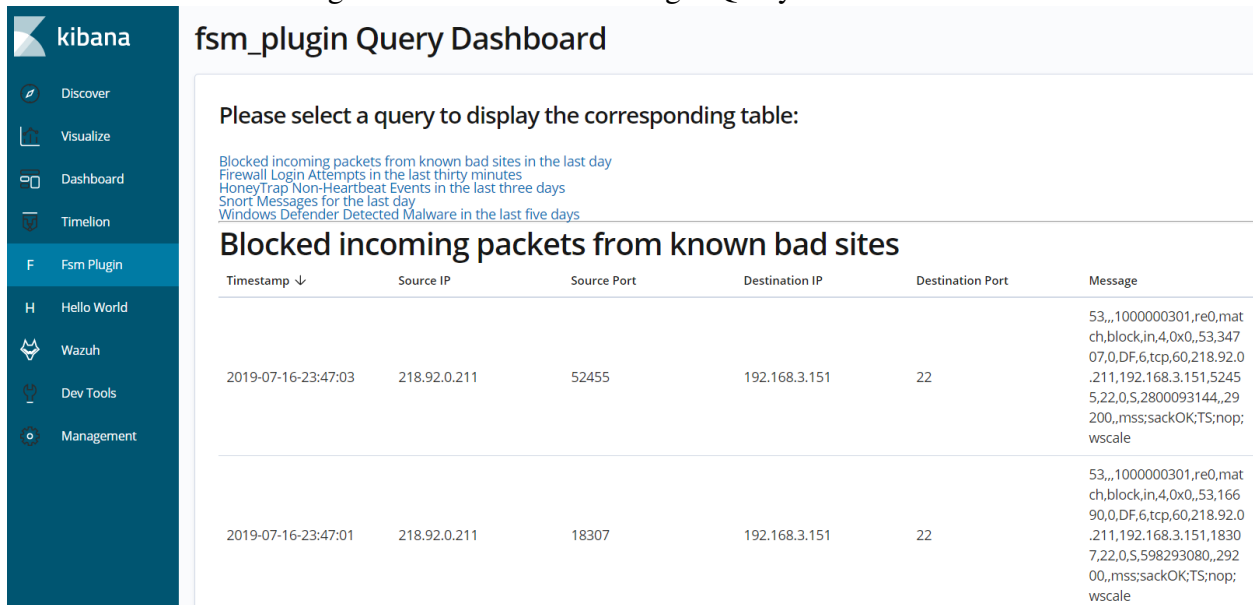 kibana
Discover
Visualize
Dashboard
Timelion
F Fsm Plugin
H Hello World
Wazuh
Dev Tools
Management
fsm_plugin Query Dashboard
Please select a query to display the corresponding table:
Blocked incoming packets from known bad sites in the last day
Firewall Login Attempts in the last thirty minutes
HoneyTrap Non-Heartbeat Events in the last three days
Snort Messages for the last day
Windows Defender Detected Malware in the last five days
Blocked incoming packets from known bad sites
Timestamp ↓ Source IP Source Port Destination IP Destination Port Message
2019-07-16-23:47:03 218.92.0.211 52455 192.168.3.151 22
53,,,1000000301,re0,mat
ch,block,in,4,0x0,,53,347
07,0,DF,6,tcp,60,218.92.0
.211,192.168.3.151,5245
5,22,0,S,2800093144,,29
200,,mss;sackOK;TS;nop;
wscale
2019-07-16-23:47:01 218.92.0.211 18307 192.168.3.151 22
53,,,1000000301,re0,mat
ch,block,in,4,0x0,,53,166
90,0,DF,6,tcp,60,218.92.0
.211,192.168.3.151,1830
7,22,0,S,598293080,,292
00,,mss;sackOK;TS;nop;
wscale